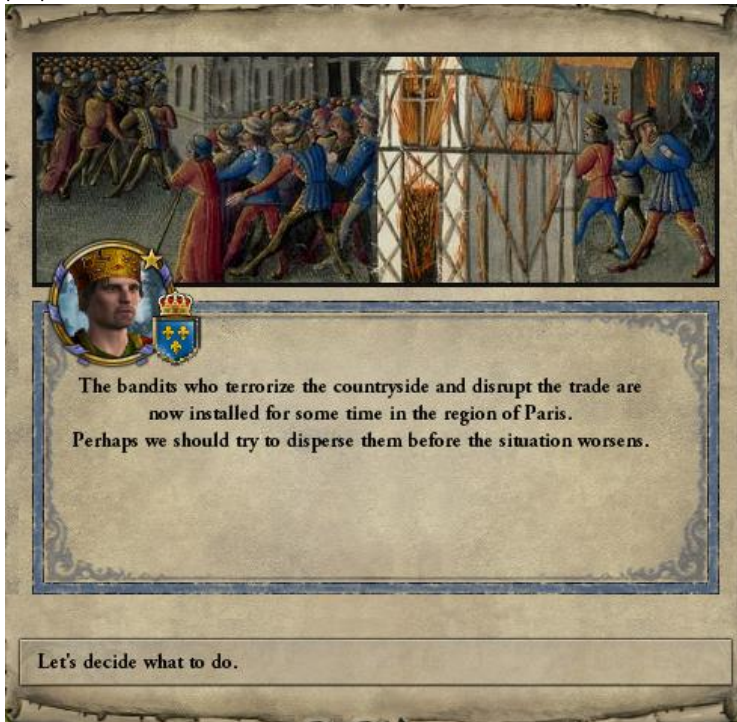 The bandits who terrorize the countryside and disrupt the trade are
now installed for some time in the region of Paris.
Perhaps we should try to disperse them before the situation worsens.
Let's decide what to do.